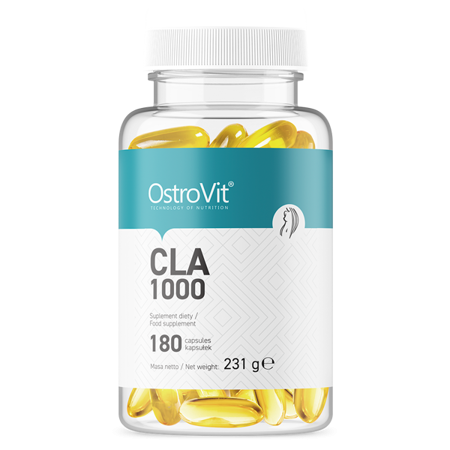 OstroVit®
TECHNOLOGY OF NUTRITION
CLA
1000
Suplement diety /
Food supplement
180 capsules
kapsułek
Masa netto / Net weight: 231 g℮